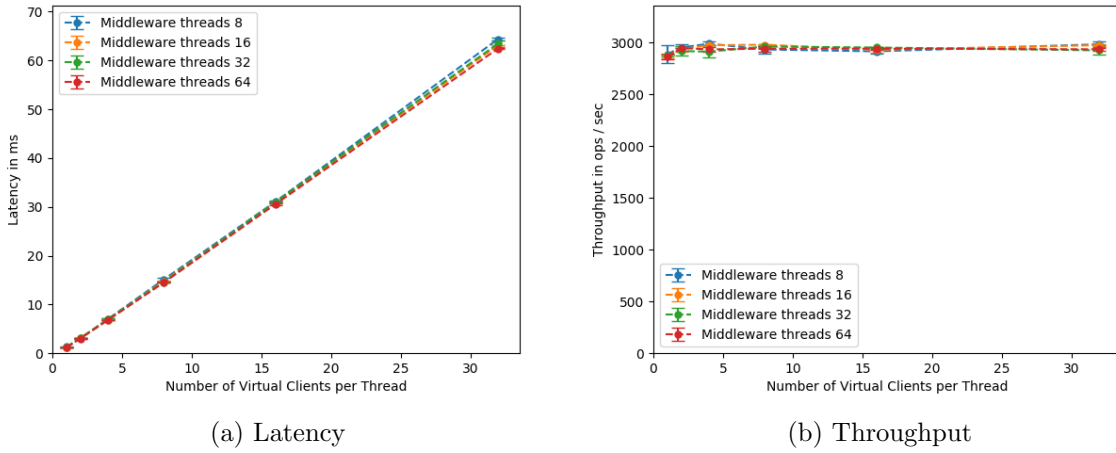 70
60
50
40
30
20
10
0
Latency in ms
Middleware threads 8
Middleware threads 16
Middleware threads 32
Middleware threads 64
0 5 10 15 20 25 30
Number of Virtual Clients per Thread
(a) Latency
3000
2500
2000
1500
1000
500
0
Throughput in ops / sec
Middleware threads 8
Middleware threads 16
Middleware threads 32
Middleware threads 64
0 5 10 15 20 25 30
Number of Virtual Clients per Thread
(b) Throughput